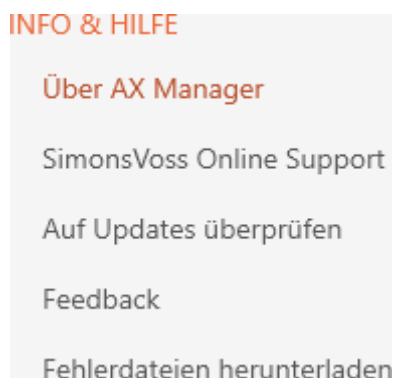 INFO & HILFE
Über AX Manager
SimonsVoss Online Support
Auf Updates überprüfen
Feedback
Fehlerdateien herunterladen